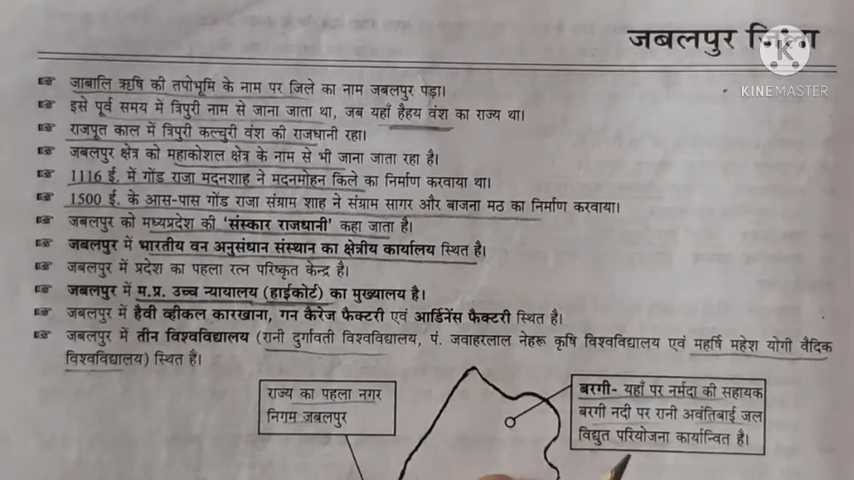 जबलपुर जिला
KINEMASTER
जाबालि ऋषि की तपोभूमि के नाम पर जिले का नाम जबलपुर पड़ा।
इसे पूर्व समय में त्रिपुरी नाम से जाना जाता था, जब यहाँ हैहय वंश का राज्य था।
राजपूत काल में त्रिपुरी कल्चुरी वंश की राजधानी रहा।
जबलपुर क्षेत्र को महाकोशल क्षेत्र के नाम से भी जाना जाता रहा है।
1116 ई. में गोंड राजा मदनशाह ने मदनमोहन किले का निर्माण करवाया था।
1500 ई. के आस-पास गोंड राजा संग्राम शाह ने संग्राम सागर और बाजना मठ का निर्माण करवाया।
जबलपुर को मध्यप्रदेश की 'संस्कार राजधानी' कहा जाता है।
जबलपुर में भारतीय वन अनुसंधान संस्थान का क्षेत्रीय कार्यालय स्थित है।
जबलपुर में प्रदेश का पहला रत्न परिष्कृत केन्द्र है।
जबलपुर में म.प्र. उच्च न्यायालय (हाईकोर्ट) का मुख्यालय है।
जबलपुर में हैवी व्हीकल कारखाना, गन कैरेज फैक्टरी एवं आर्डिनेंस फैक्टरी स्थित है।
जबलपुर में तीन विश्वविद्यालय (रानी दुर्गावती विश्वविद्यालय, पं. जवाहरलाल नेहरू कृषि विश्वविद्यालय एवं महर्षि महेश योगी वैदिक
विश्वविद्यालय) स्थित है।
राज्य का पहला नगर
निगम जबलपुर
बरगी- यहाँ पर नर्मदा की सहायक
बरगी नदी पर रानी अवंतिबाई जल
विद्युत परियोजना कार्यान्वित है।